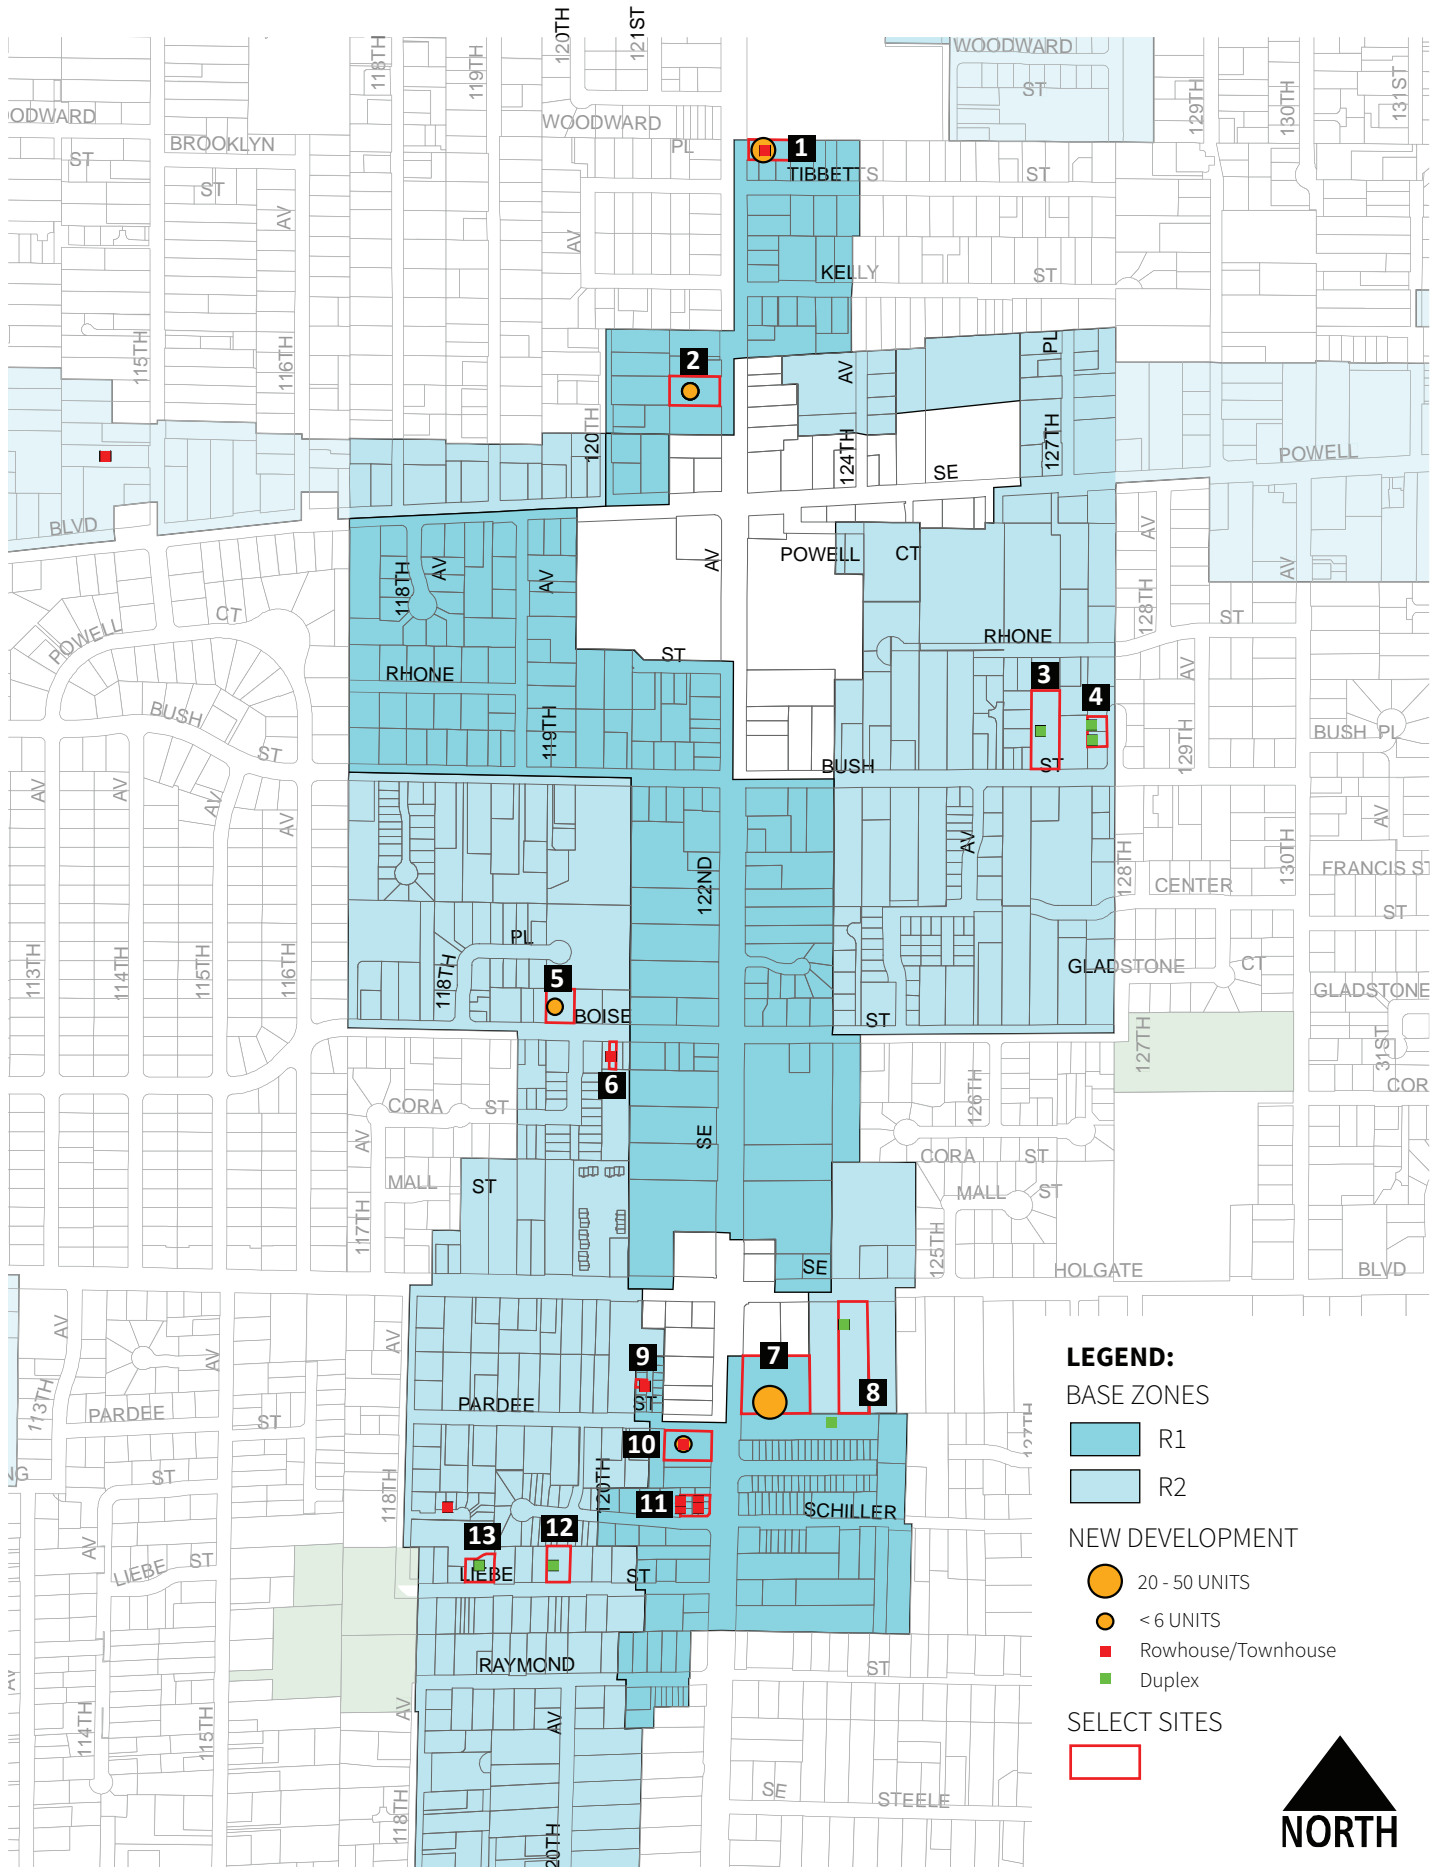 120TH
121ST
118TH
119TH
WOODWARD
ST
129TH
130TH
131ST
ODWARD
BROOKLYN
WOODWARD
PL
1
ST
TIBBETTS
ST
ST
AV
AV
KELLY
ST
115TH
116TH
2
AV
PL
120TH
124TH
127TH
POWELL
SE
BLVD
AV
AV
AV
POWELL
CT
AV
AV
118TH
AV
CT
128TH
ST
POWELL
RHONE
ST
RHONE
3
AV
4
BUSH
119TH
129TH
BUSH PL
ST
BUSH
ST
AV
AV
AV
AV
AV
AV
128TH
130TH
FRANCIS ST
122ND
CENTER
ST
PL
113TH
114TH
115TH
116TH
118TH
GLADSTONE
CT
5
GLADSTONE
BOISE
ST
127TH
31ST
6
CORA
ST
126TH
COR
AV
SE
CORA
ST
MALL
ST
MALL
ST
117TH
125TH
SE
HOLGATE
BLVD
AV
AV
AV
9
7
8
113TH
PARDEE
ST
PARDEE
ST
127TH
10
NG
ST
118TH
120TH
11
SCHILLER
AV
13
12
LIEBE
ST
LIEBE
ST
RAYMOND
ST
AV
AV
AV
114TH
115TH
118TH
20TH
SE
STEELE
LEGEND:
BASE ZONES
R1
R2
NEW DEVELOPMENT
20 - 50 UNITS
< 6 UNITS
Rowhouse/Townhouse
Duplex
SELECT SITES
NORTH